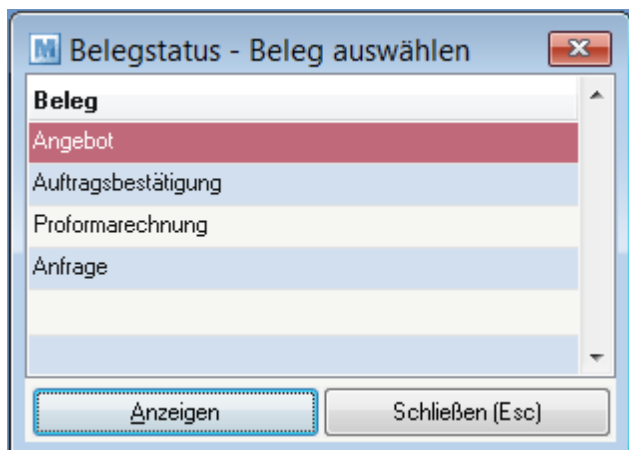 M Belegstatus - Beleg auswählen
Beleg
Angebot
Auftragsbestätigung
Proformarechnung
Anfrage
Anzeigen Schließen (Esc)